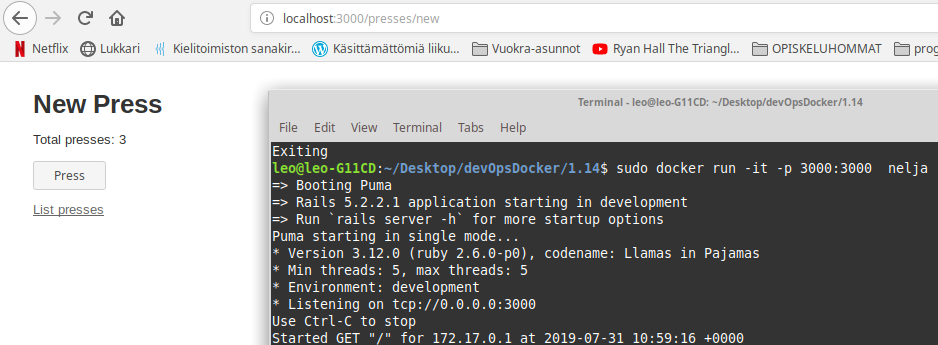 localhost:3000/presses/new
Netflix Lukkari Kielitoimiston sanakir... Käsittämättömiä liiku... Vuokra-asunnot Ryan Hall The Triangl... OPISKELUHOMMAT prog
New Press
Total presses: 3
Press
List presses
Terminal - leo@leo-G11CD: ~/Desktop/devOpsDocker/1.14
File Edit View Terminal Tabs Help
Exiting
leo@leo-G11CD:~/Desktop/devOpsDocker/1.14$ sudo docker run -it -p 3000:3000  nelja
=> Booting Puma
=> Rails 5.2.2.1 application starting in development
=> Run `rails server -h` for more startup options
Puma starting in single mode...
* Version 3.12.0 (ruby 2.6.0-p0), codename: Llamas in Pajamas
* Min threads: 5, max threads: 5
* Environment: development
* Listening on tcp://0.0.0.0:3000
Use Ctrl-C to stop
Started GET "/" for 172.17.0.1 at 2019-07-31 10:59:16 +0000